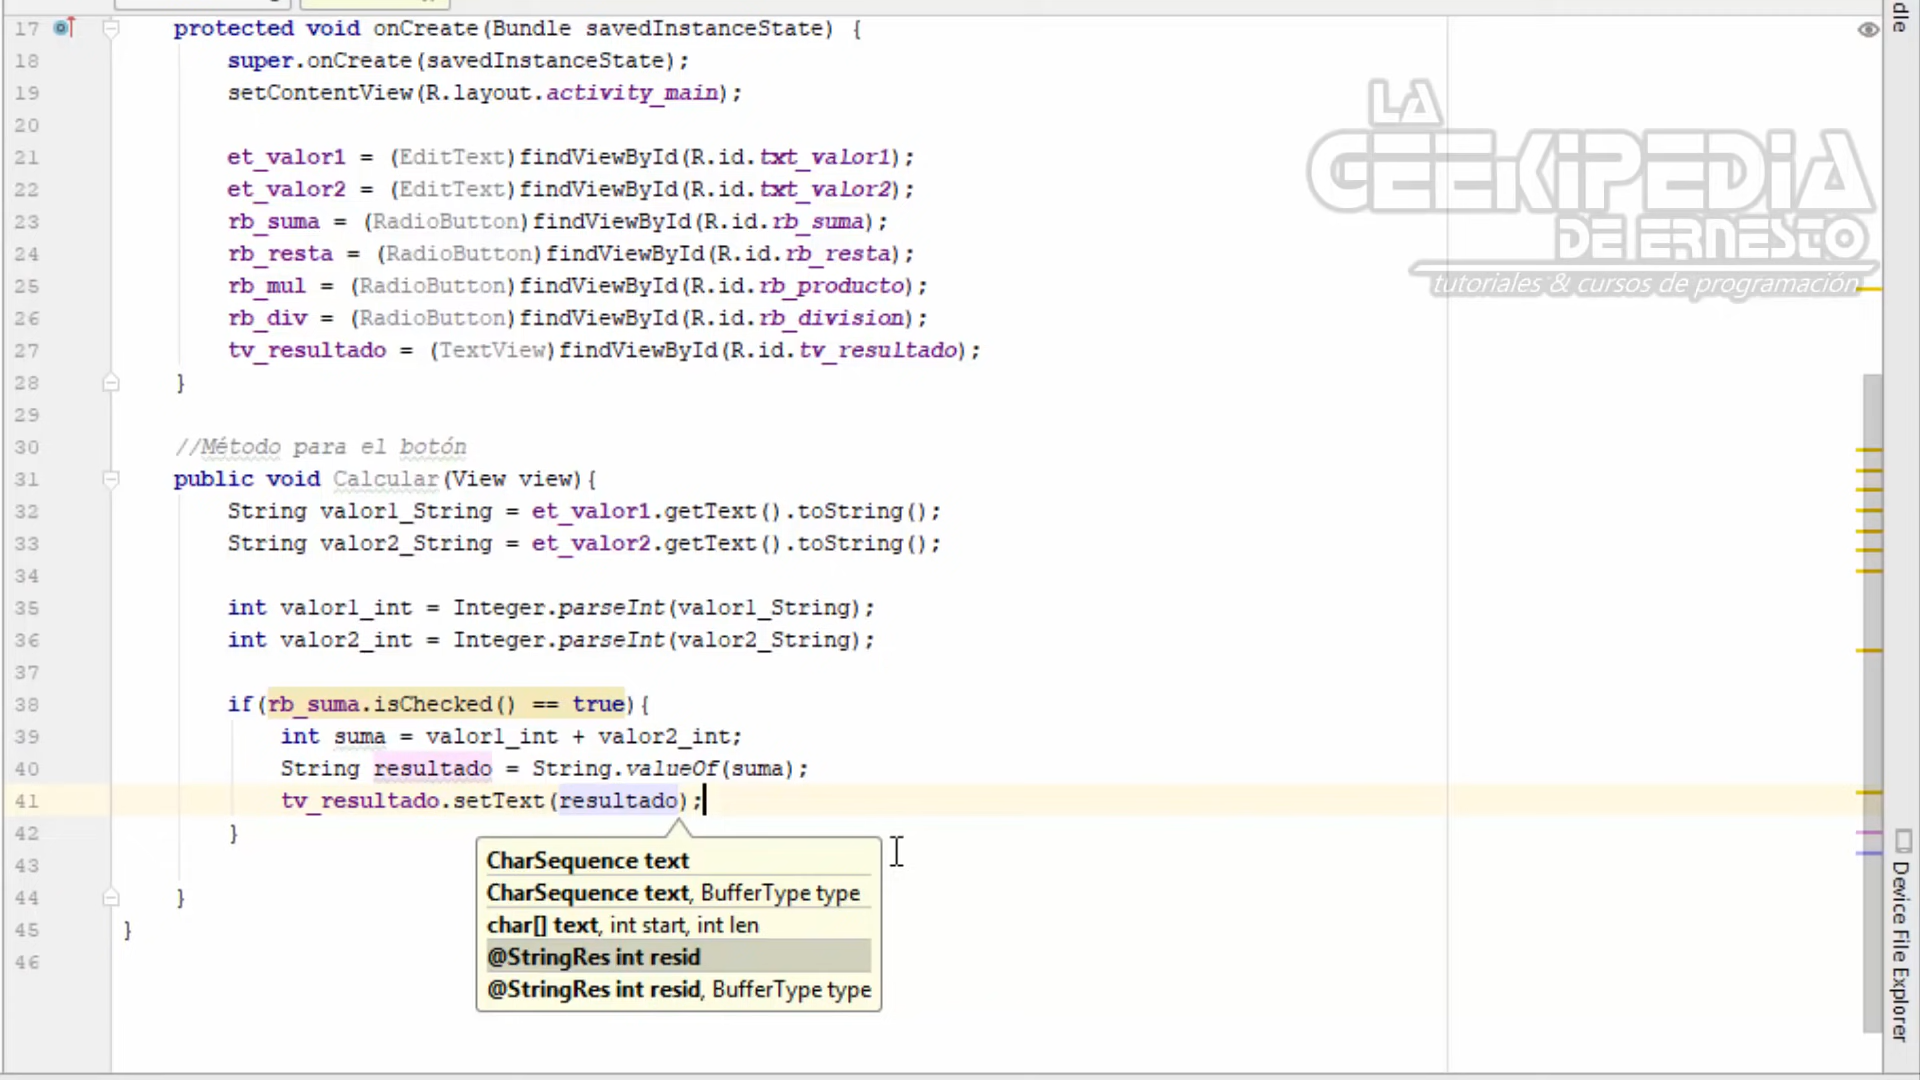 17 protected void onCreate(Bundle savedInstanceState) {
18 super.onCreate(savedInstanceState);
19 setContentView(R.layout.activity_main);
20
21 et_valor1 = (EditText)findViewById(R.id.txt_valor1);
22 et_valor2 = (EditText)findViewById(R.id.txt_valor2);
23 rb_suma = (RadioButton)findViewById(R.id.rb_suma);
24 rb_resta = (RadioButton)findViewById(R.id.rb_resta);
25 rb_mul = (RadioButton)findViewById(R.id.rb_producto);
26 rb_div = (RadioButton)findViewById(R.id.rb_division);
27 tv_resultado = (TextView)findViewById(R.id.tv_resultado);
28 }
29
30 //Método para el botón
31 public void Calcular(View view){
32 String valor1_String = et_valor1.getText().toString();
33 String valor2_String = et_valor2.getText().toString();
34
35 int valor1_int = Integer.parseInt(valor1_String);
36 int valor2_int = Integer.parseInt(valor2_String);
37
38 if(rb_suma.isChecked() == true){
39 int suma = valor1_int + valor2_int;
40 String resultado = String.valueOf(suma);
41 tv_resultado.setText(resultado);
42 }
43
44 }
45 }
46
CharSequence text
CharSequence text, BufferType type
char[] text, int start, int len
@StringRes int resid
@StringRes int resid, BufferType type
LA
GEEKIPEDIA
DE ERNESTO
tutoriales & cursos de programación
dle
Device File Explorer